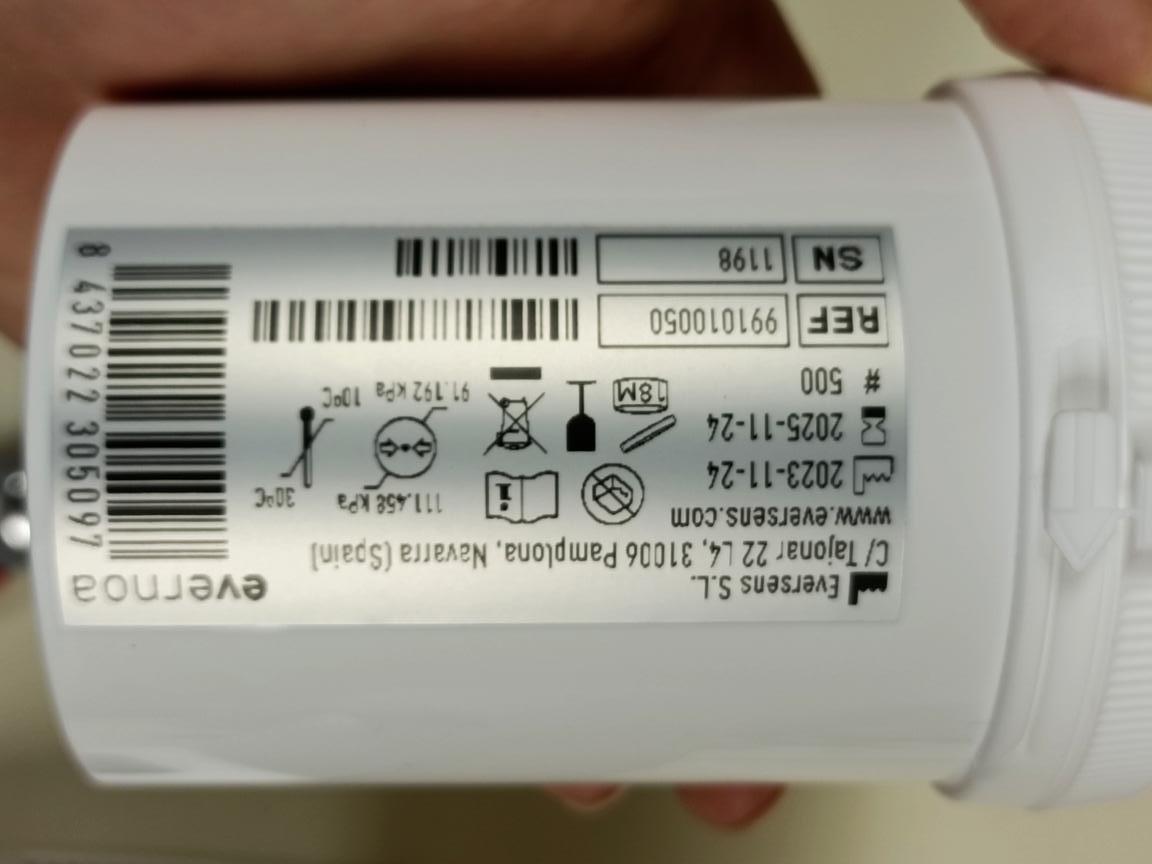 Eversens S.L.
evernoa
C/ Tajonar 22 L4, 31006 Pamplona, Navarra (Spain)
www.eversens.com
2023-11-24
2025-11-24
# 500
18M
111.458 kPa
91.192 kPa
30ºC
10ºC
REF 991010050
SN 1198
8 437022 305097